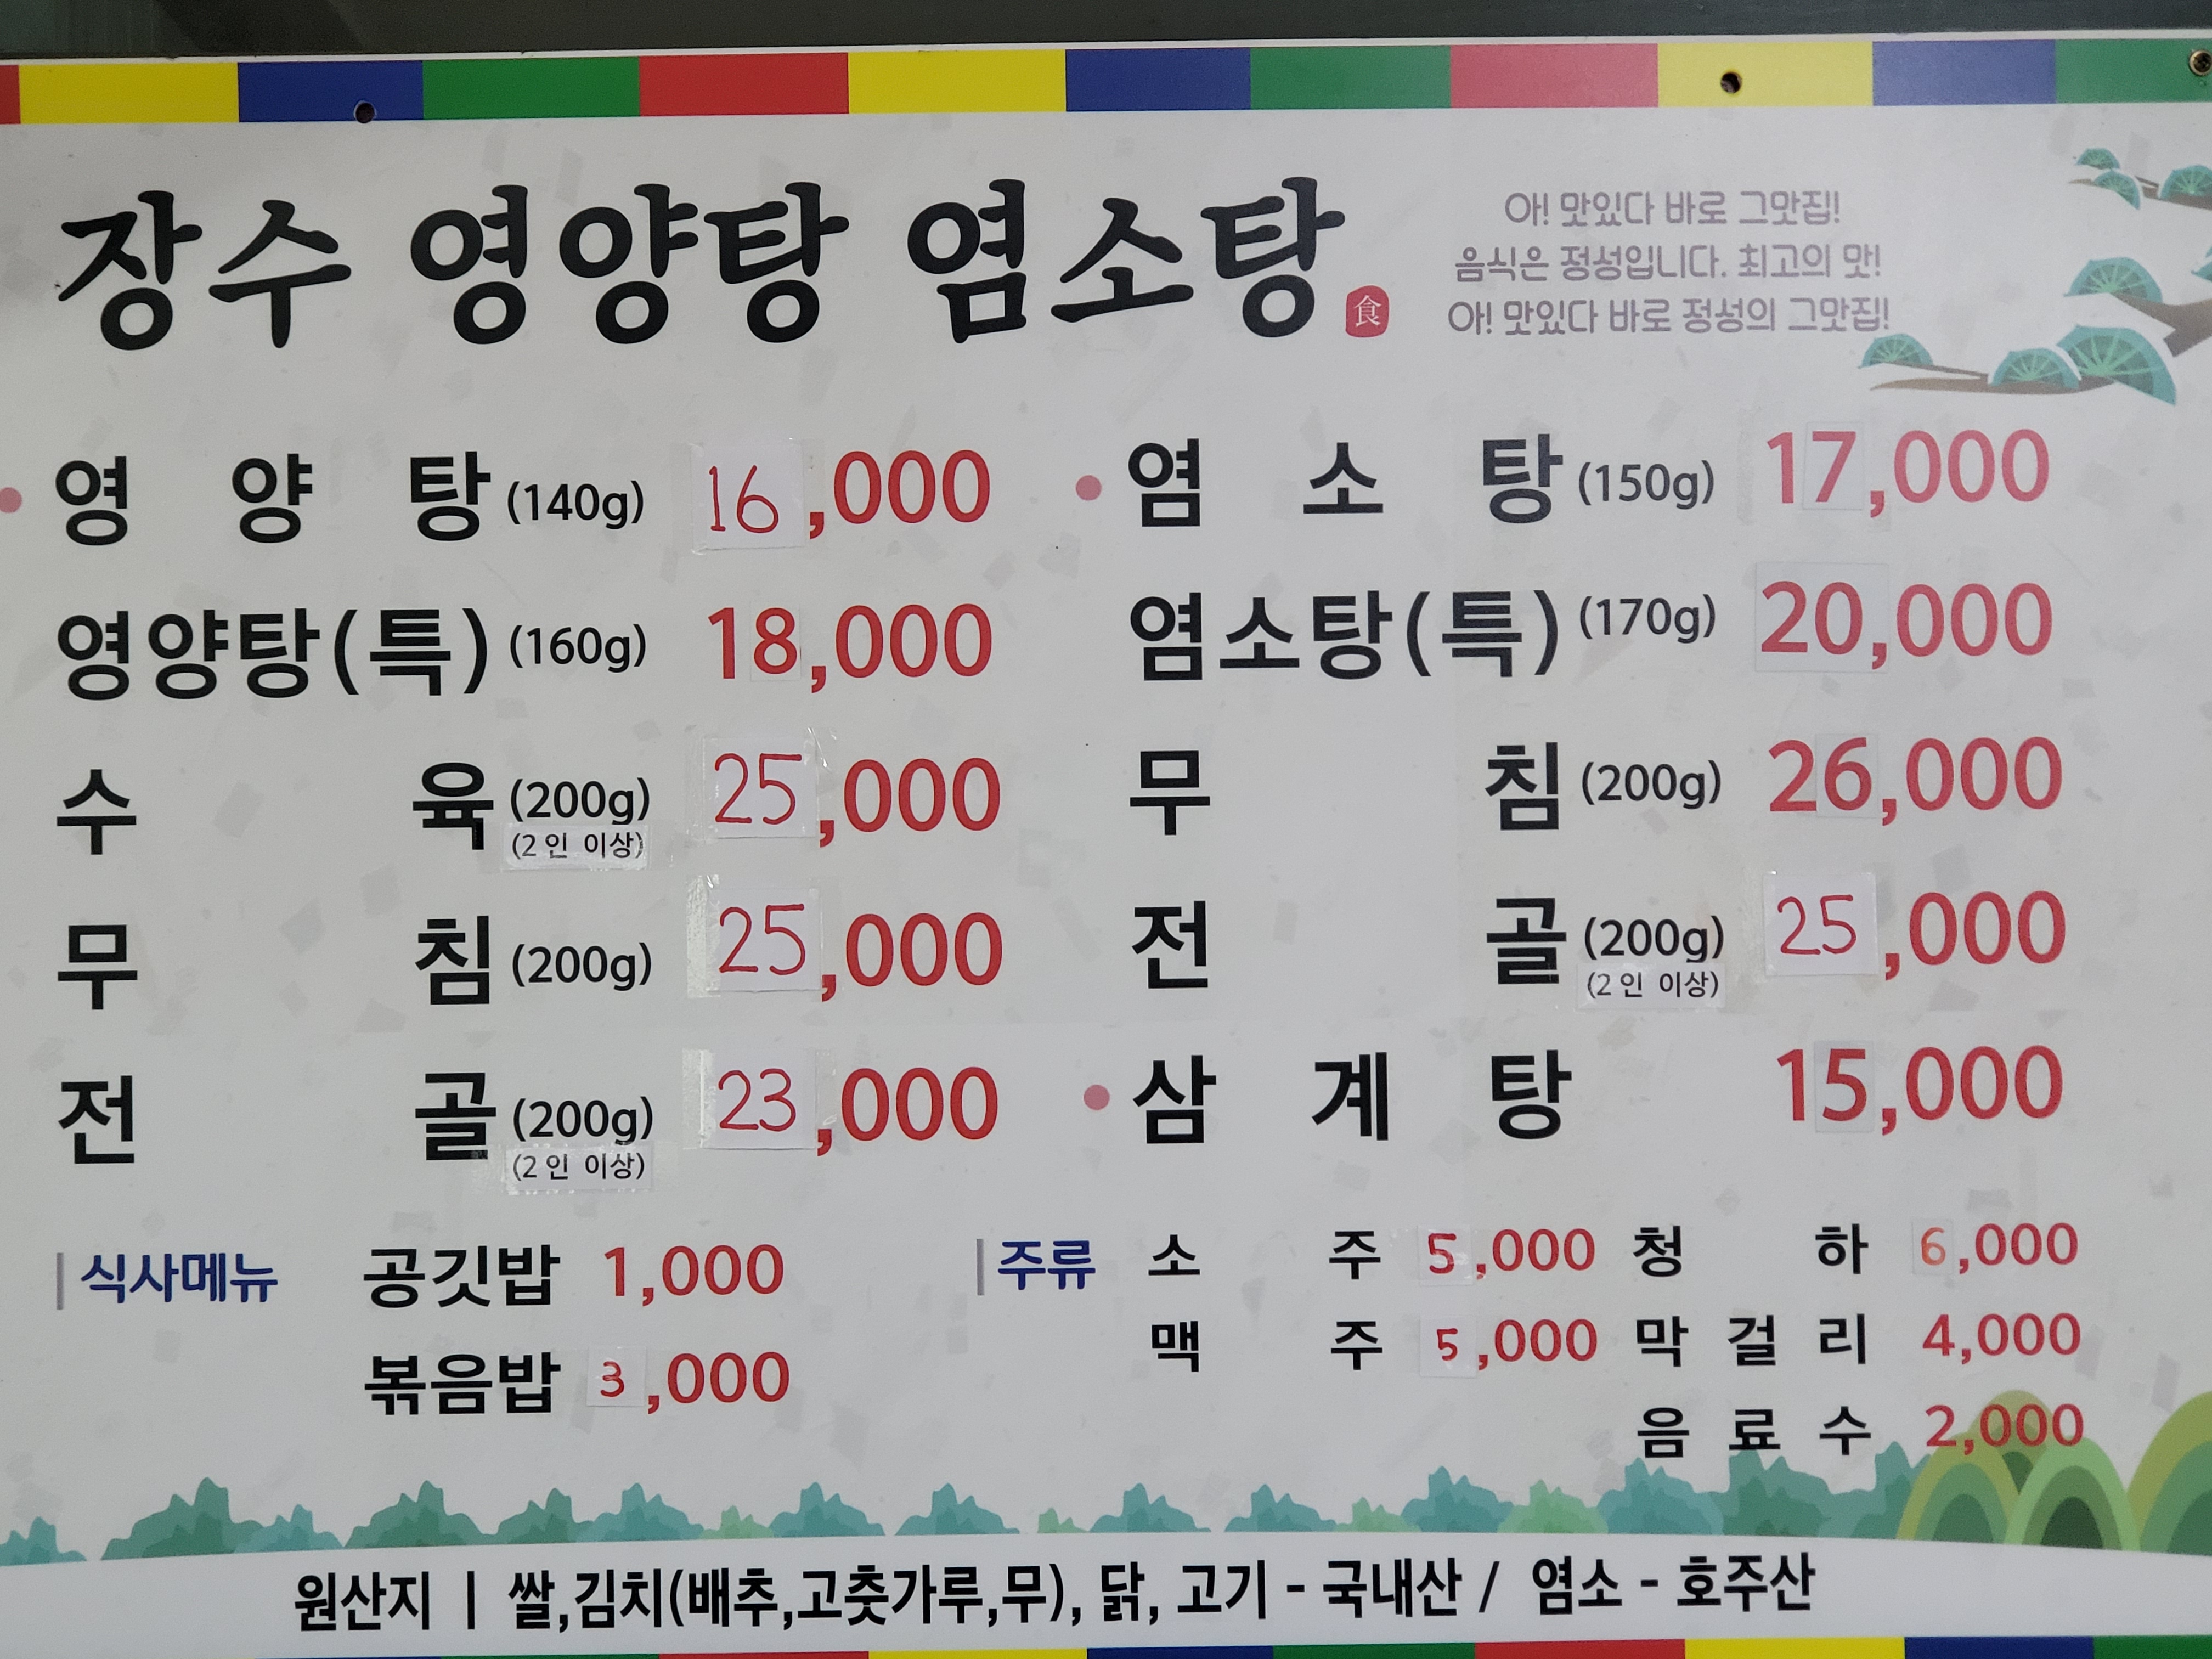 장수 영양탕 염소탕 食
아! 맛있다 바로 그맛집!
음식은 정성입니다. 최고의 맛!
아! 맛있다 바로 정성의 그맛집!
영양탕 (140g) 16,000
영양탕(특) (160g) 18,000
수육 (200g) 25,000
(2인 이상)
무침 (200g) 25,000
전골 (200g) 23,000
(2인 이상)
염소탕 (150g) 17,000
염소탕(특) (170g) 20,000
무침 (200g) 26,000
전골 (200g) 25,000
(2인 이상)
삼계탕 15,000
식사메뉴 공깃밥 1,000
볶음밥 3,000
주류 소주 5,000 청하 6,000
맥주 5,000 막걸리 4,000
음료수 2,000
원산지 | 쌀,김치(배추,고춧가루,무), 닭, 고기 - 국내산 / 염소 - 호주산